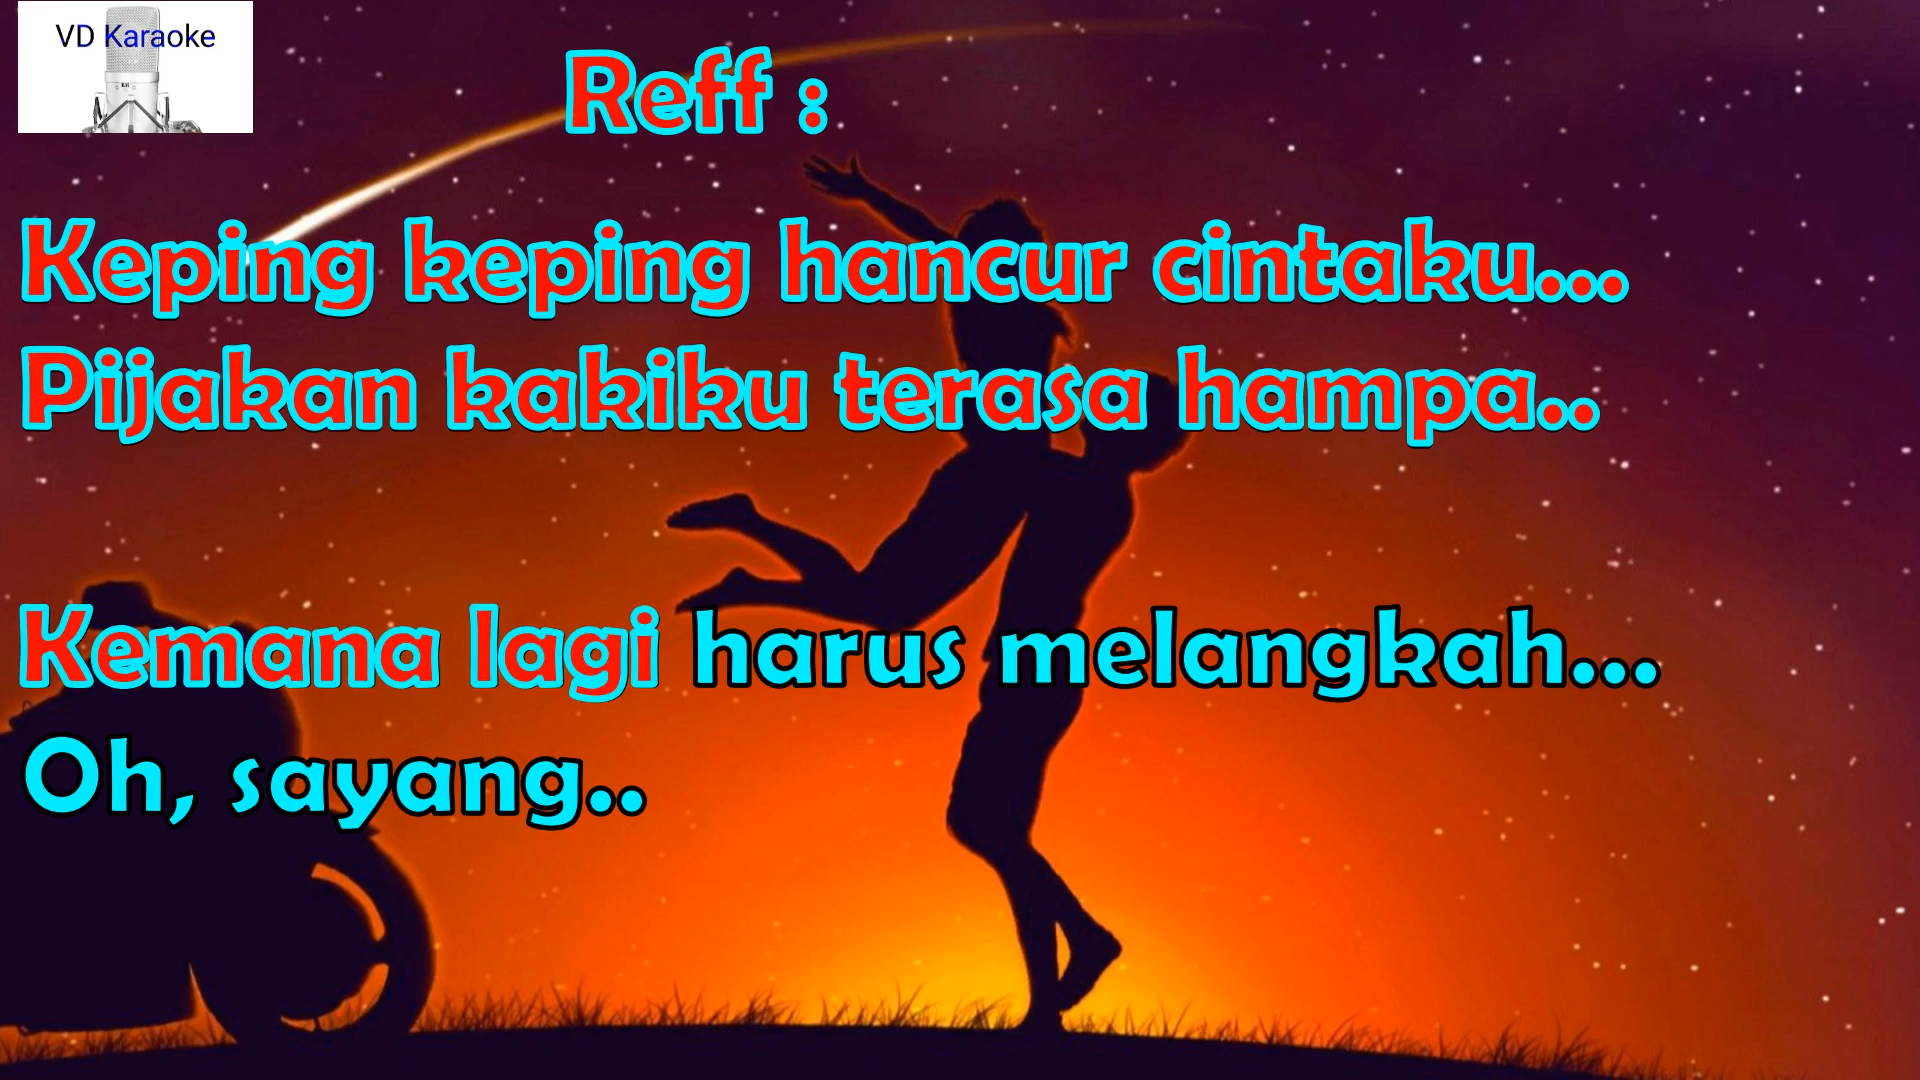 VD Karaoke
Reff :
Keping keping hancur cintaku...
Pijakan kakiku terasa hampa..
Kemana lagi harus melangkah...
Oh, sayang..